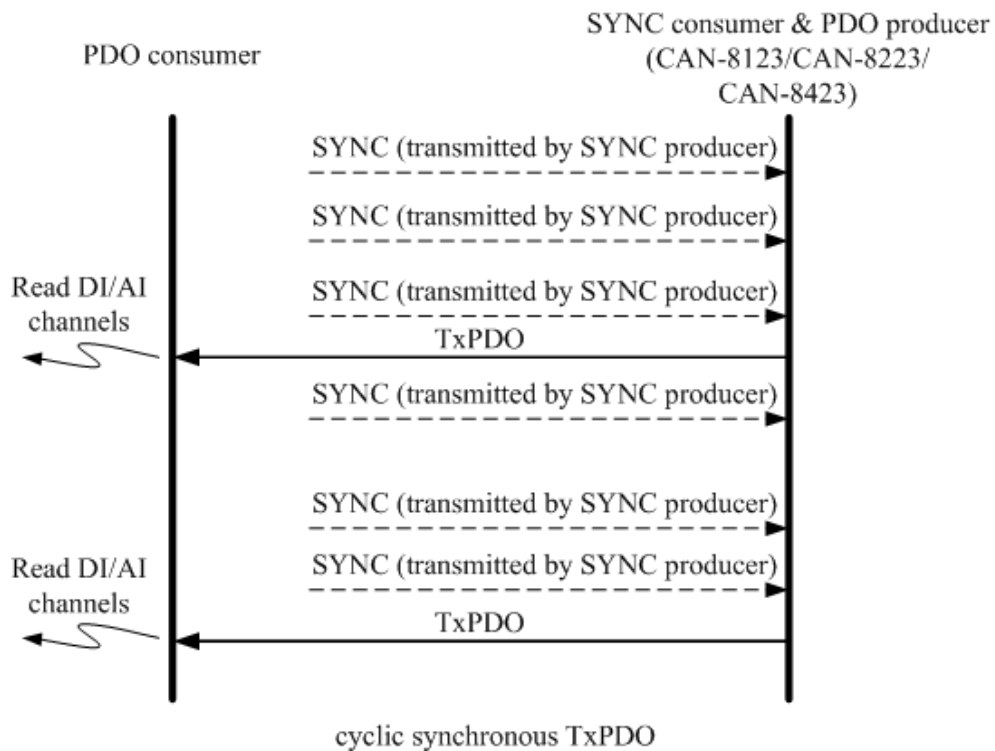 SYNC consumer & PDO producer
PDO consumer
(CAN-8123/CAN-8223/
CAN-8423)
SYNC (transmitted by SYNC producer)
SYNC (transmitted by SYNC producer)
Read DI/AI
channels
SYNC (transmitted by SYNC producer)
TxPDO
SYNC (transmitted by SYNC producer)
SYNC (transmitted by SYNC producer)
Read DI/AI
channels
SYNC (transmitted by SYNC producer)
TxPDO
cyclic synchronous TxPDO